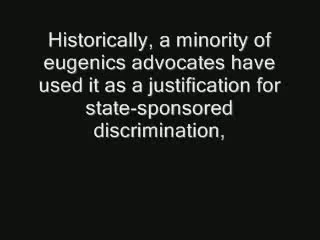 Historically, a minority of
eugenics advocates have
used it as a justification for
state-sponsored
discrimination,